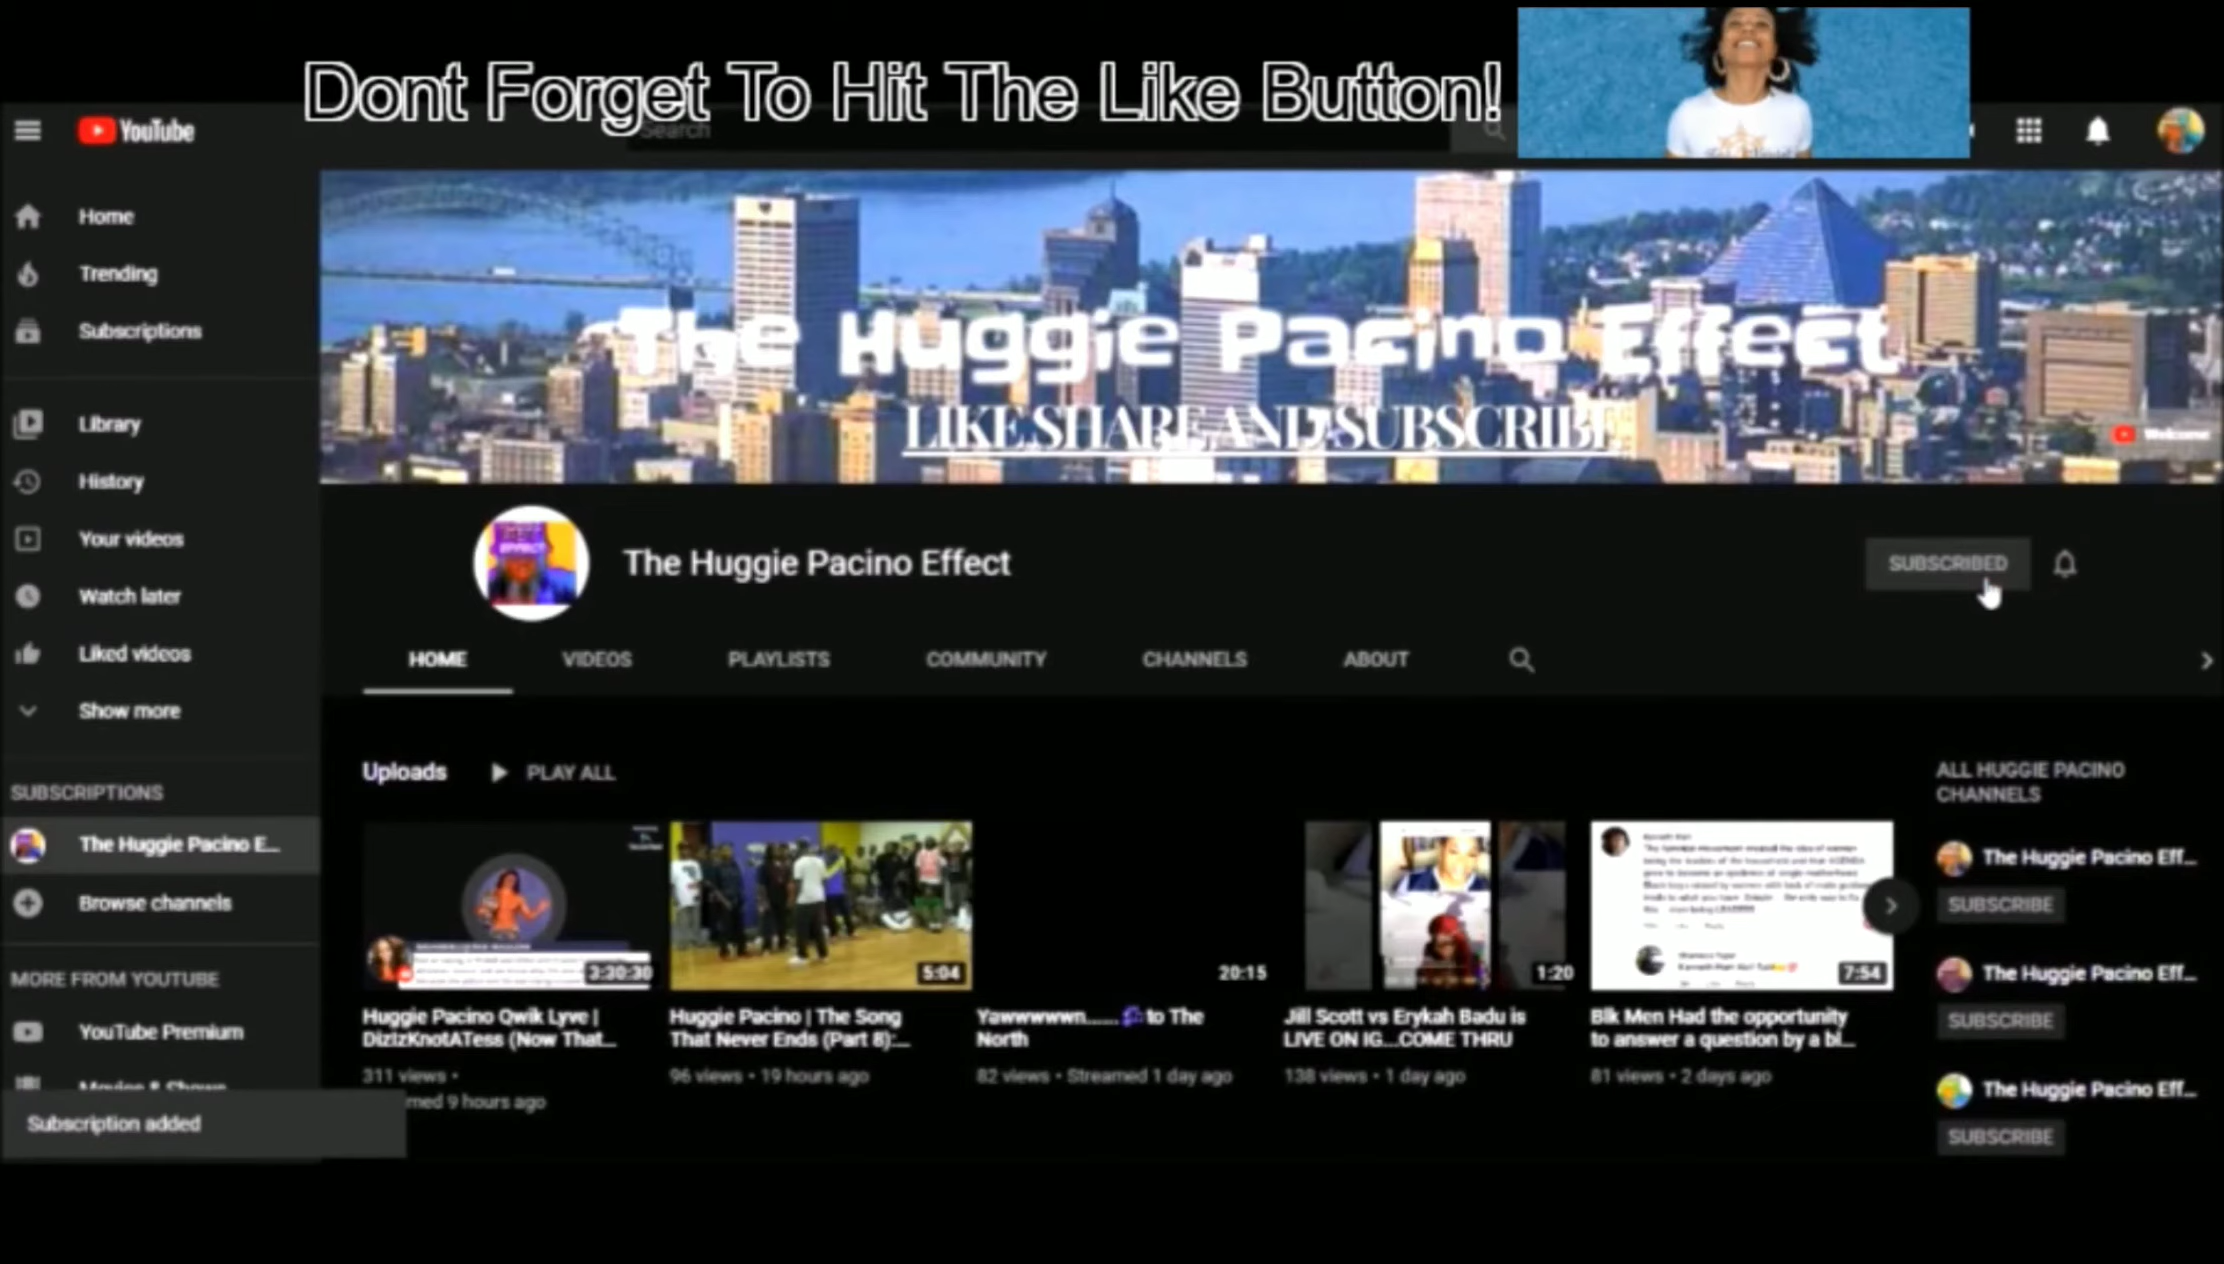 Dont Forget To Hit The Like Button!
YouTube
Search
Home
Trending
Subscriptions
Library
History
Your videos
Watch later
Liked videos
Show more
SUBSCRIPTIONS
The Huggie Pacino E...
Browse channels
MORE FROM YOUTUBE
YouTube Premium
Movies & Shows
Subscription added
The Huggie Pacino Effect
LIKE SHARE AND SUBSCRIBE
Welcome
The Huggie Pacino Effect
SUBSCRIBED
HOME VIDEOS PLAYLISTS COMMUNITY CHANNELS ABOUT
Uploads PLAY ALL
3:30:30
Huggie Pacino Qwik Lyve |
DizIzKnotATess (Now That...
311 views •
med 9 hours ago
5:04
Huggie Pacino | The Song
That Never Ends (Part 8):...
96 views • 19 hours ago
20:15
Yawwwwwn...... to The
North
82 views • Streamed 1 day ago
1:20
Jill Scott vs Erykah Badu is
LIVE ON IG...COME THRU
138 views • 1 day ago
7:54
Blk Men Had the opportunity
to answer a question by a bl...
81 views • 2 days ago
ALL HUGGIE PACINO
CHANNELS
The Huggie Pacino Eff...
SUBSCRIBE
The Huggie Pacino Eff...
SUBSCRIBE
The Huggie Pacino Eff...
SUBSCRIBE